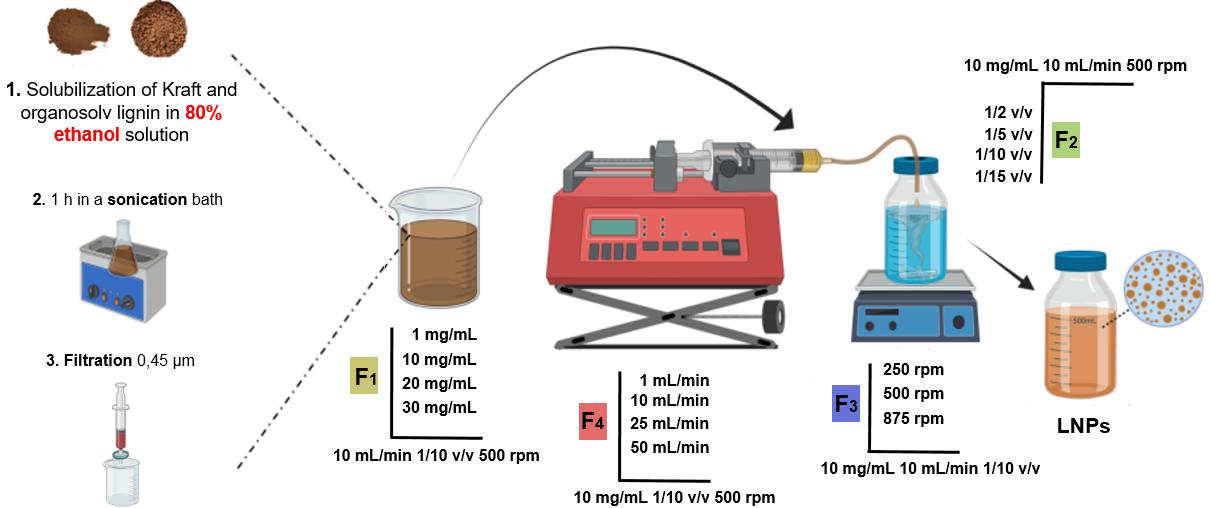 1. Solubilization of Kraft and
organosolv lignin in 80%
ethanol solution
2. 1 h in a sonication bath
3. Filtration 0,45 µm
F1
1 mg/mL
10 mg/mL
20 mg/mL
30 mg/mL
10 mL/min 1/10 v/v 500 rpm
F4
1 mL/min
10 mL/min
25 mL/min
50 mL/min
10 mg/mL 1/10 v/v 500 rpm
10 mg/mL 10 mL/min 500 rpm
1/2 v/v
1/5 v/v
1/10 v/v
1/15 v/v
F2
F3
250 rpm
500 rpm
875 rpm
10 mg/mL 10 mL/min 1/10 v/v
500mL
LNPs